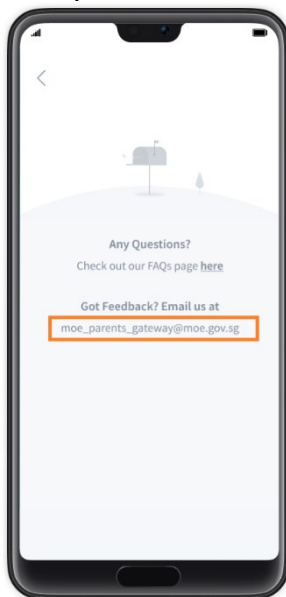 Any Questions?
Check out our FAQs page here
Got Feedback? Email us at
moe_parents_gateway@moe.gov.sg